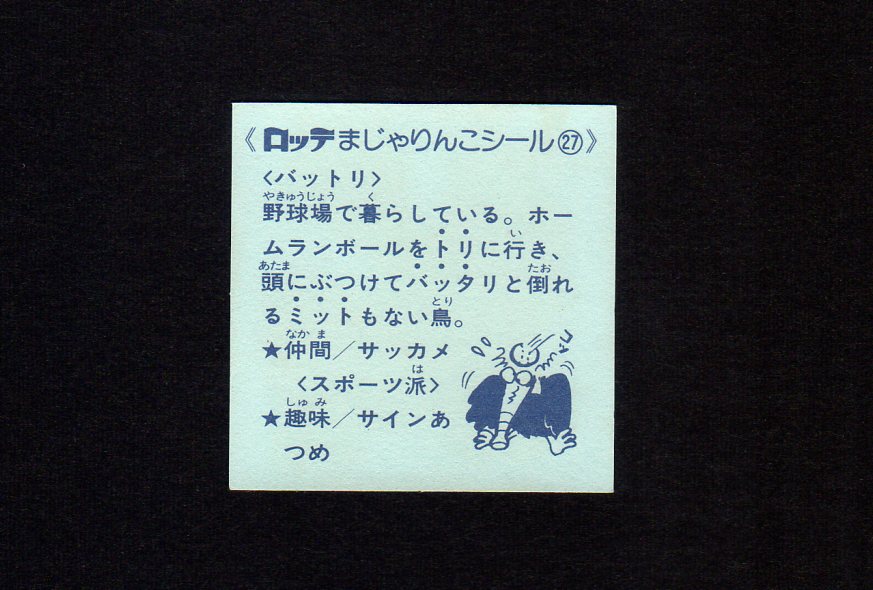 《ロッテまじゃりんこシール㉗》
〈バットリ〉
野球場で暮らしている。ホー
ムランボールをトリに行き、
頭にぶつけてバッタリと倒れ
るミットもない鳥。
★仲間／サッカメ
〈スポーツ派〉
★趣味／サインあ
つめ